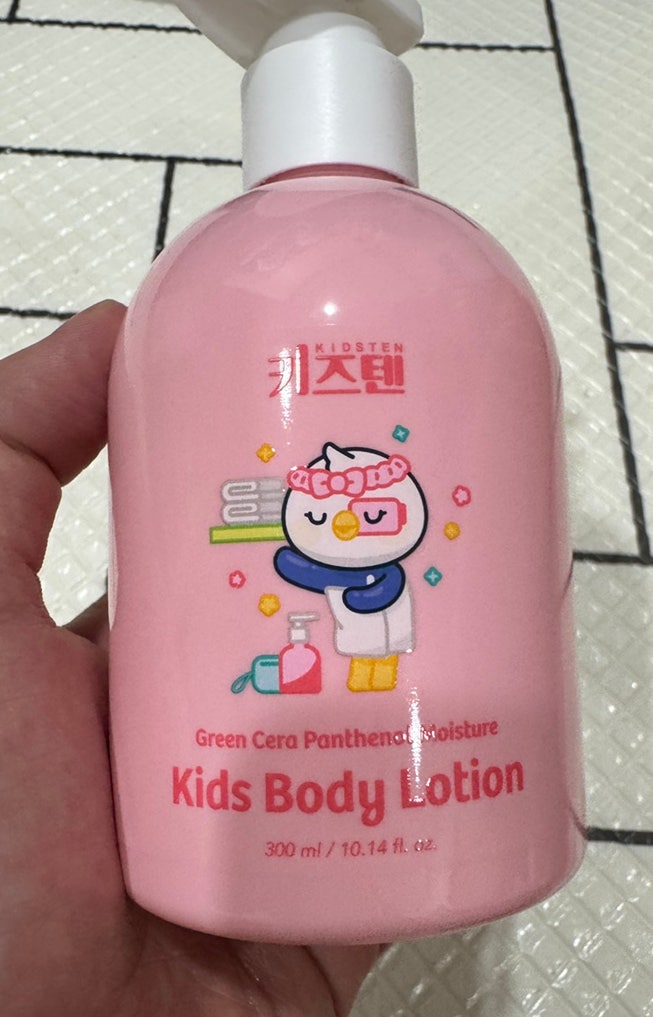 KIDSTEN
키즈텐
Green Cera Panthenol Moisture
Kids Body Lotion
300 ml / 10.14 fl. oz.